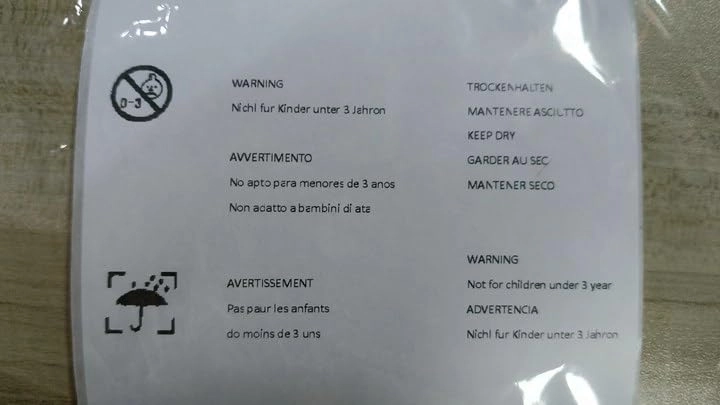 0-3
WARNING
Nichl fur Kinder unter 3 Jahron
AVVERTIMENTO
No apto para menores de 3 anos
Non adatto a bambini di ata
AVERTISSEMENT
Pas paur les anfants
do moins de 3 uns
TROCKENHALTEN
MANTENERE ASCIUTTO
KEEP DRY
GARDER AU SEC
MANTENER SECO
WARNING
Not for children under 3 year
ADVERTENCIA
Nichl fur Kinder unter 3 Jahron